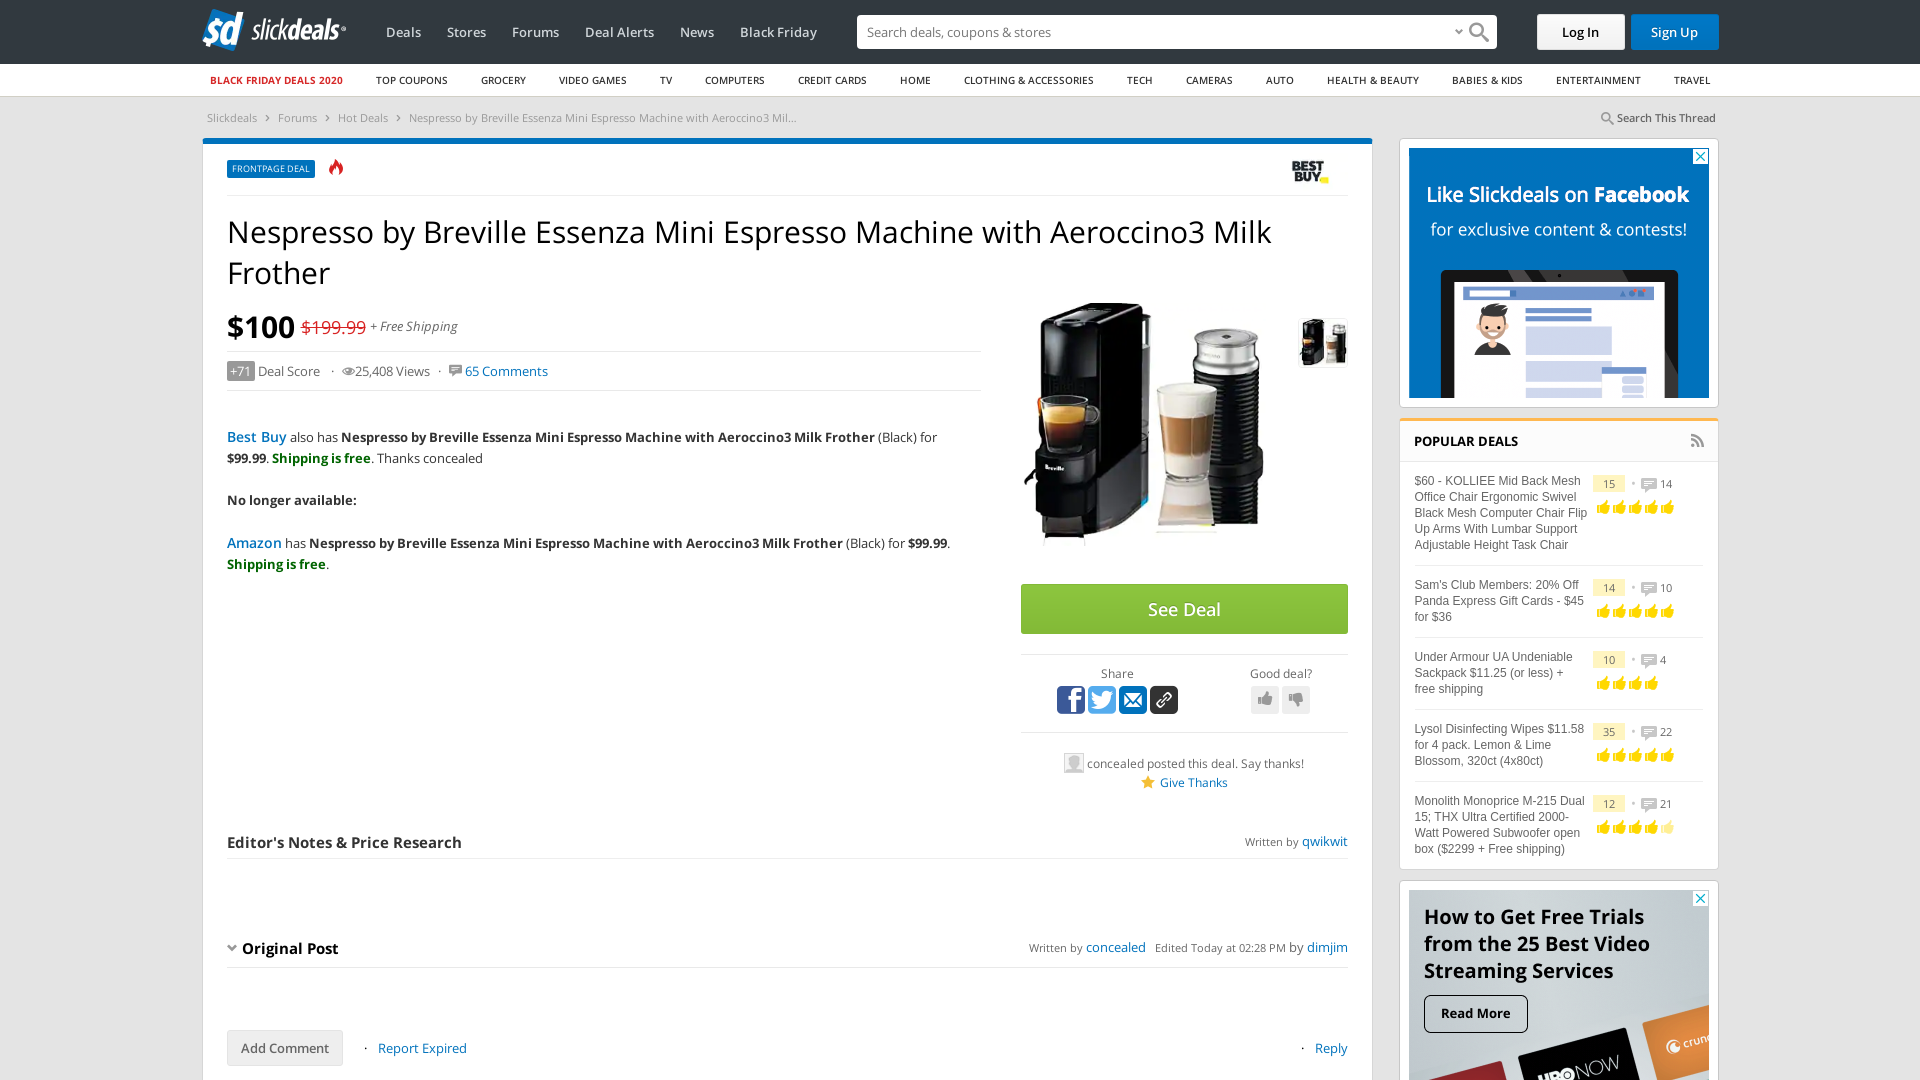 sd slickdeals
Deals Stores Forums Deal Alerts News Black Friday
Search deals, coupons & stores
Log In Sign Up
BLACK FRIDAY DEALS 2020 TOP COUPONS GROCERY VIDEO GAMES TV COMPUTERS CREDIT CARDS HOME CLOTHING & ACCESSORIES TECH CAMERAS AUTO HEALTH & BEAUTY BABIES & KIDS ENTERTAINMENT TRAVEL
Slickdeals > Forums > Hot Deals > Nespresso by Breville Essenza Mini Espresso Machine with Aeroccino3 Mil...
Search This Thread
FRONTPAGE DEAL
BEST BUY
Nespresso by Breville Essenza Mini Espresso Machine with Aeroccino3 Milk
Frother
$100 $199.99 + Free Shipping
+71 Deal Score · 25,408 Views · 65 Comments
Best Buy also has Nespresso by Breville Essenza Mini Espresso Machine with Aeroccino3 Milk Frother (Black) for
$99.99. Shipping is free. Thanks concealed
No longer available:
Amazon has Nespresso by Breville Essenza Mini Espresso Machine with Aeroccino3 Milk Frother (Black) for $99.99.
Shipping is free.
Breville
See Deal
Share
Good deal?
concealed posted this deal. Say thanks!
Give Thanks
Editor's Notes & Price Research
Written by qwikwit
Original Post
Written by concealed Edited Today at 02:28 PM by dimjim
Add Comment · Report Expired
· Reply
Like Slickdeals on Facebook
for exclusive content & contests!
POPULAR DEALS
$60 - KOLLIEE Mid Back Mesh
Office Chair Ergonomic Swivel
Black Mesh Computer Chair Flip
Up Arms With Lumbar Support
Adjustable Height Task Chair
15 • 14
Sam's Club Members: 20% Off
Panda Express Gift Cards - $45
for $36
14 • 10
Under Armour UA Undeniable
Sackpack $11.25 (or less) +
free shipping
10 • 4
Lysol Disinfecting Wipes $11.58
for 4 pack. Lemon & Lime
Blossom, 320ct (4x80ct)
35 • 22
Monolith Monoprice M-215 Dual
15; THX Ultra Certified 2000-
Watt Powered Subwoofer open
box ($2299 + Free shipping)
12 • 21
How to Get Free Trials
from the 25 Best Video
Streaming Services
Read More
HBO NOW
crunc